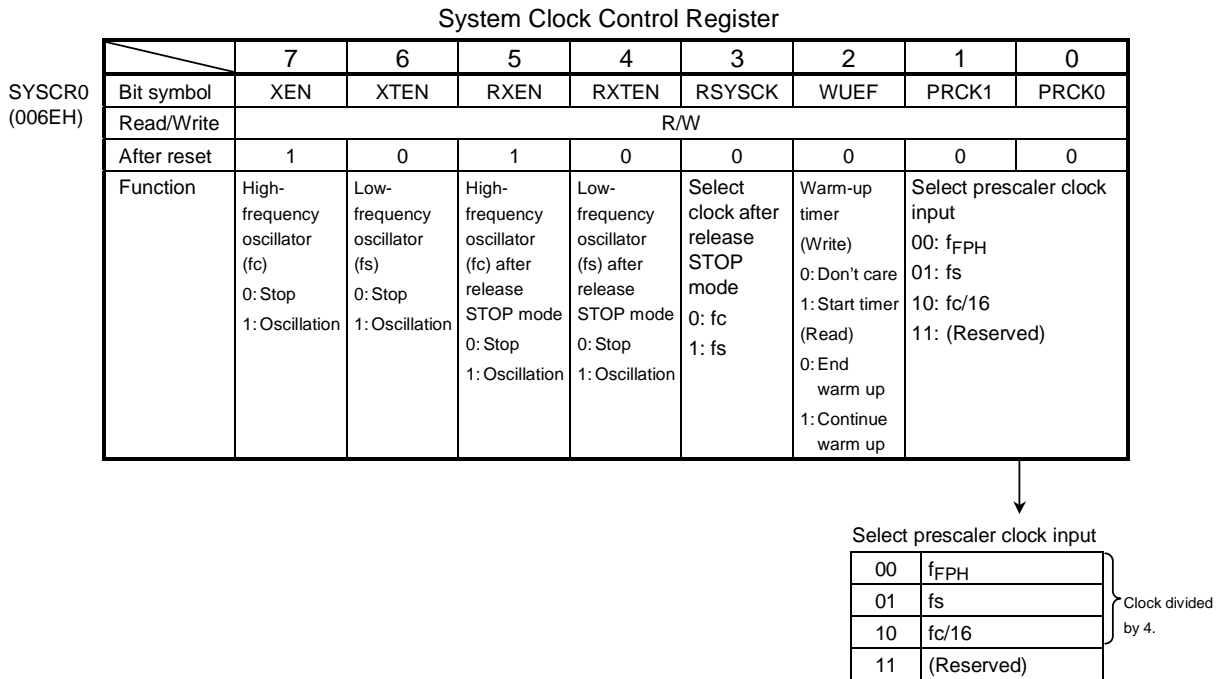 System Clock Control Register
7 6 5 4 3 2 1 0
SYSCR0 Bit symbol XEN XTEN RXEN RXTEN RSYSCK WUEF PRCK1 PRCK0
(006EH) Read/Write R/W
After reset 1 0 1 0 0 0 0 0
Function
High-
frequency
oscillator
(fc)
0: Stop
1: Oscillation
Low-
frequency
oscillator
(fs)
0: Stop
1: Oscillation
High-
frequency
oscillator
(fc) after
release
STOP mode
0: Stop
1: Oscillation
Low-
frequency
oscillator
(fs) after
release
STOP mode
0: Stop
1: Oscillation
Select
clock after
release
STOP
mode
0: fc
1: fs
Warm-up
timer
(Write)
0: Don't care
1: Start timer
(Read)
0: End
warm up
1: Continue
warm up
Select prescaler clock
input
00: fFPH
01: fs
10: fc/16
11: (Reserved)
Select prescaler clock input
00 fFPH
01 fs
10 fc/16
11 (Reserved)
Clock divided
by 4.